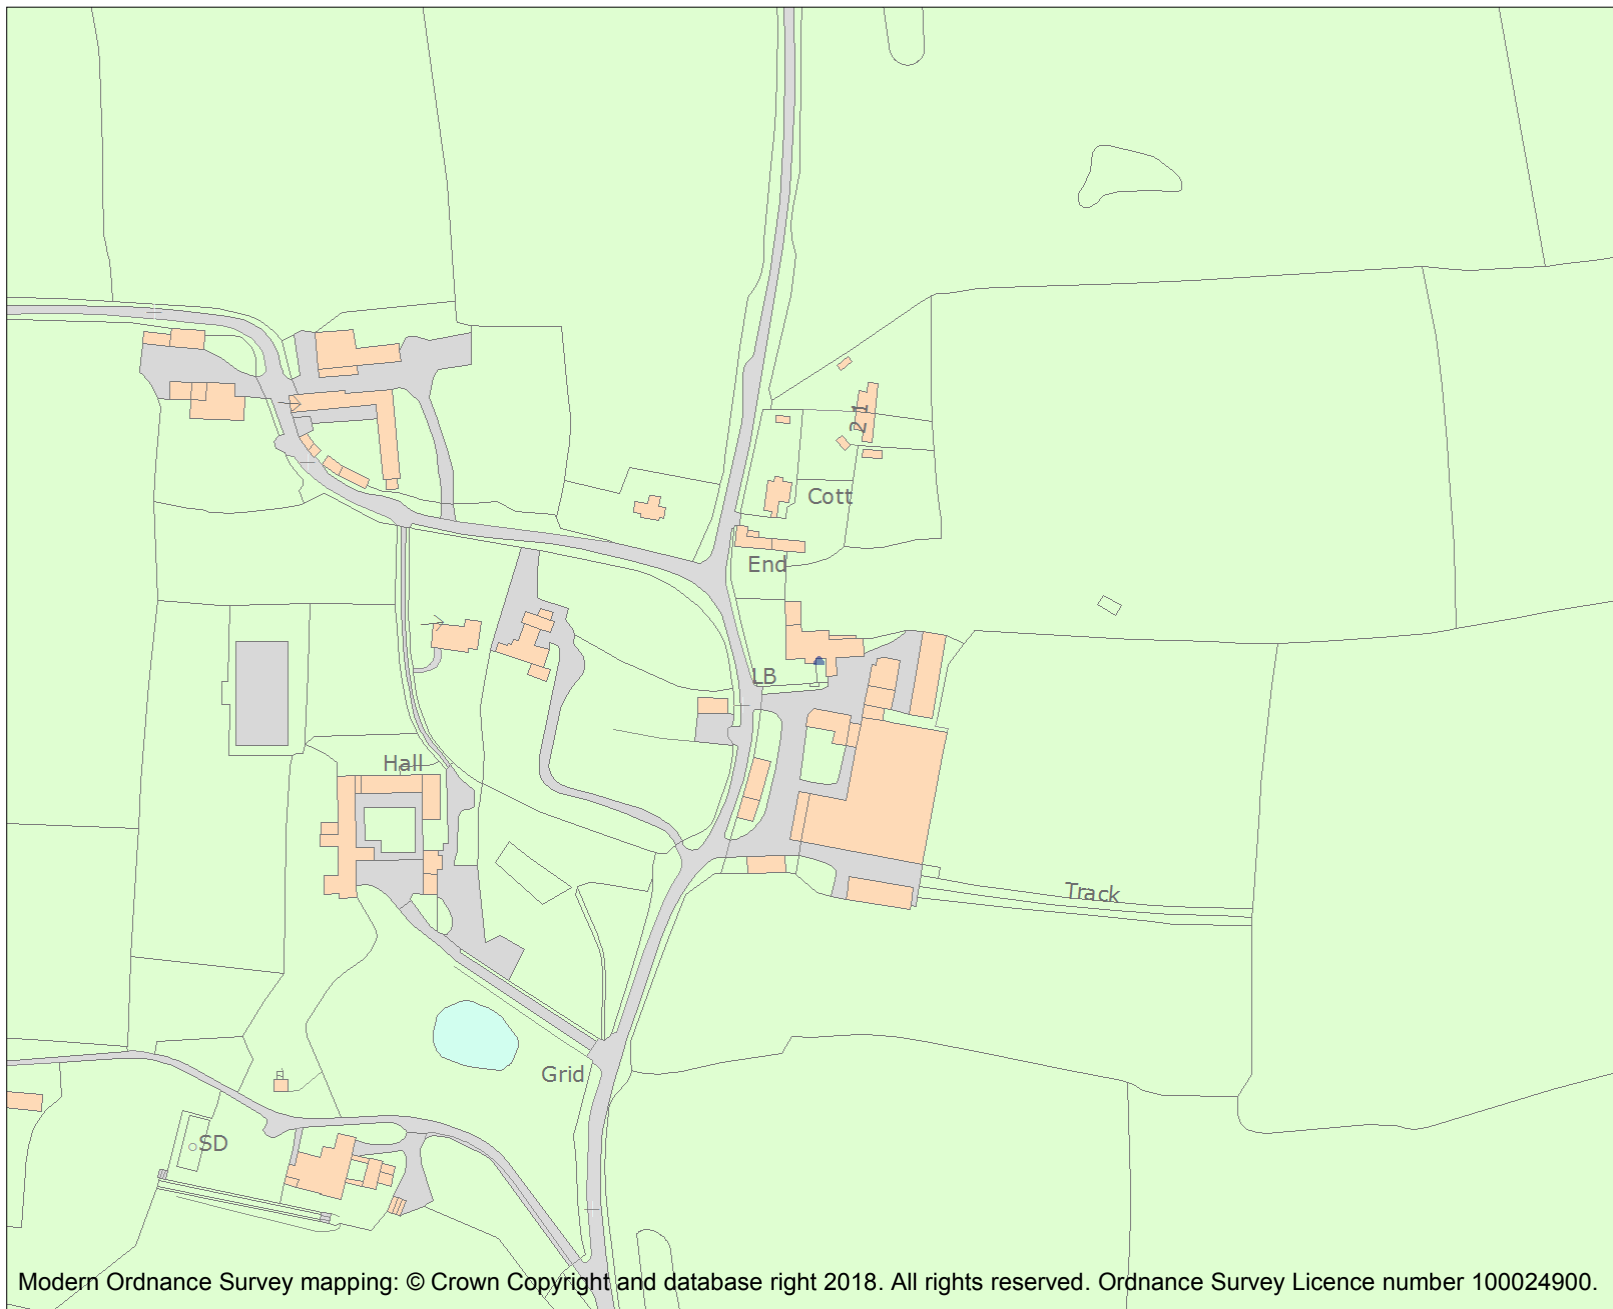 21
Cott
End
LB
Hall
Track
Grid
SD
Modern Ordnance Survey mapping: © Crown Copyright and database right 2018. All rights reserved. Ordnance Survey Licence number 100024900.